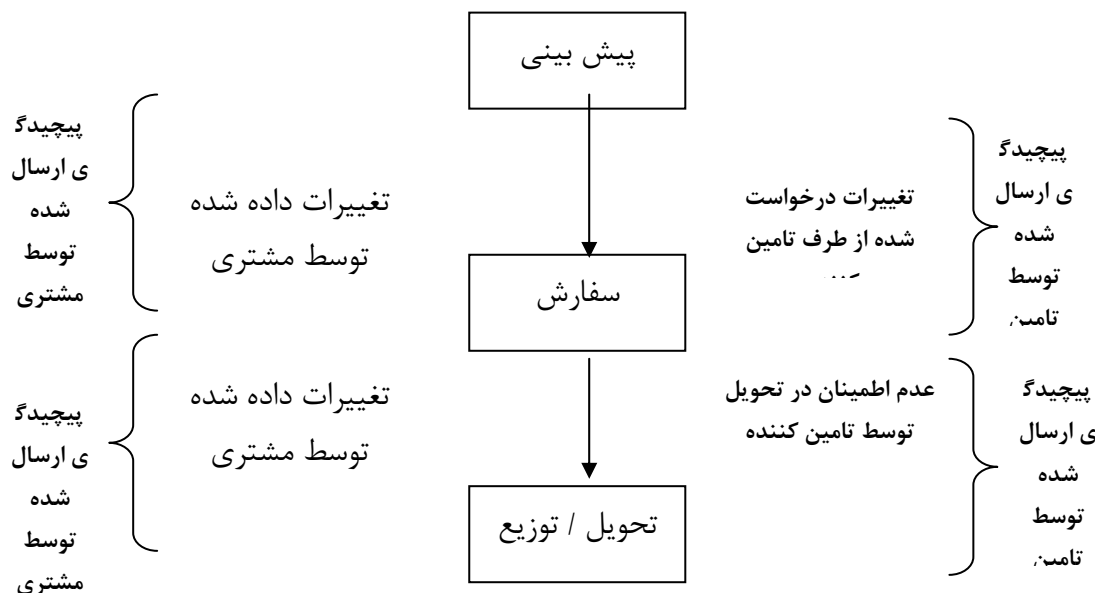 پیش بینی
پیچیدگ
ی ارسال
شده
توسط
تامین
تغییرات درخواست
شده از طرف تامین
تغییرات داده شده
توسط مشتری
پیچیدگ
ی ارسال
شده
توسط
مشتری
سفارش
پیچیدگ
ی ارسال
شده
توسط
تامین
عدم اطمینان در تحویل
توسط تامین کننده
تغییرات داده شده
توسط مشتری
پیچیدگ
ی ارسال
شده
توسط
مشتری
تحویل / توزیع